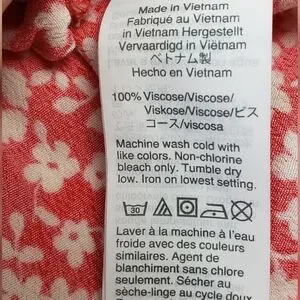 Made in Vietnam
Fabriqué au Vietnam
in Vietnam Hergestellt
Vervaardigd in Viëtnam
ベトナム製
Hecho en Vietnam
100% Viscose/Viscose/
Viskose/Viscose/ビス
コース/viscosa
Machine wash cold with
like colors. Non-chlorine
bleach only. Tumble dry
low. Iron on lowest setting.
30
Laver à la machine à l'eau
froide avec des couleurs
similaires. Agent de
blanchiment sans chlore
seulement. Sécher au
sèche-linge au cycle doux